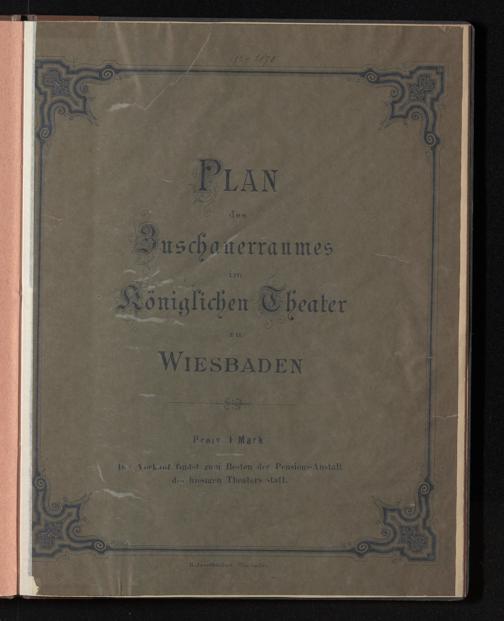 PLAN
des
Zuschauerraumes
im
Königlichen Theater
zu
WIESBADEN
Preis 1 Mark
Der Verkauf findet zum Besten der Pensions-Anstalt
des hiesigen Theaters statt.